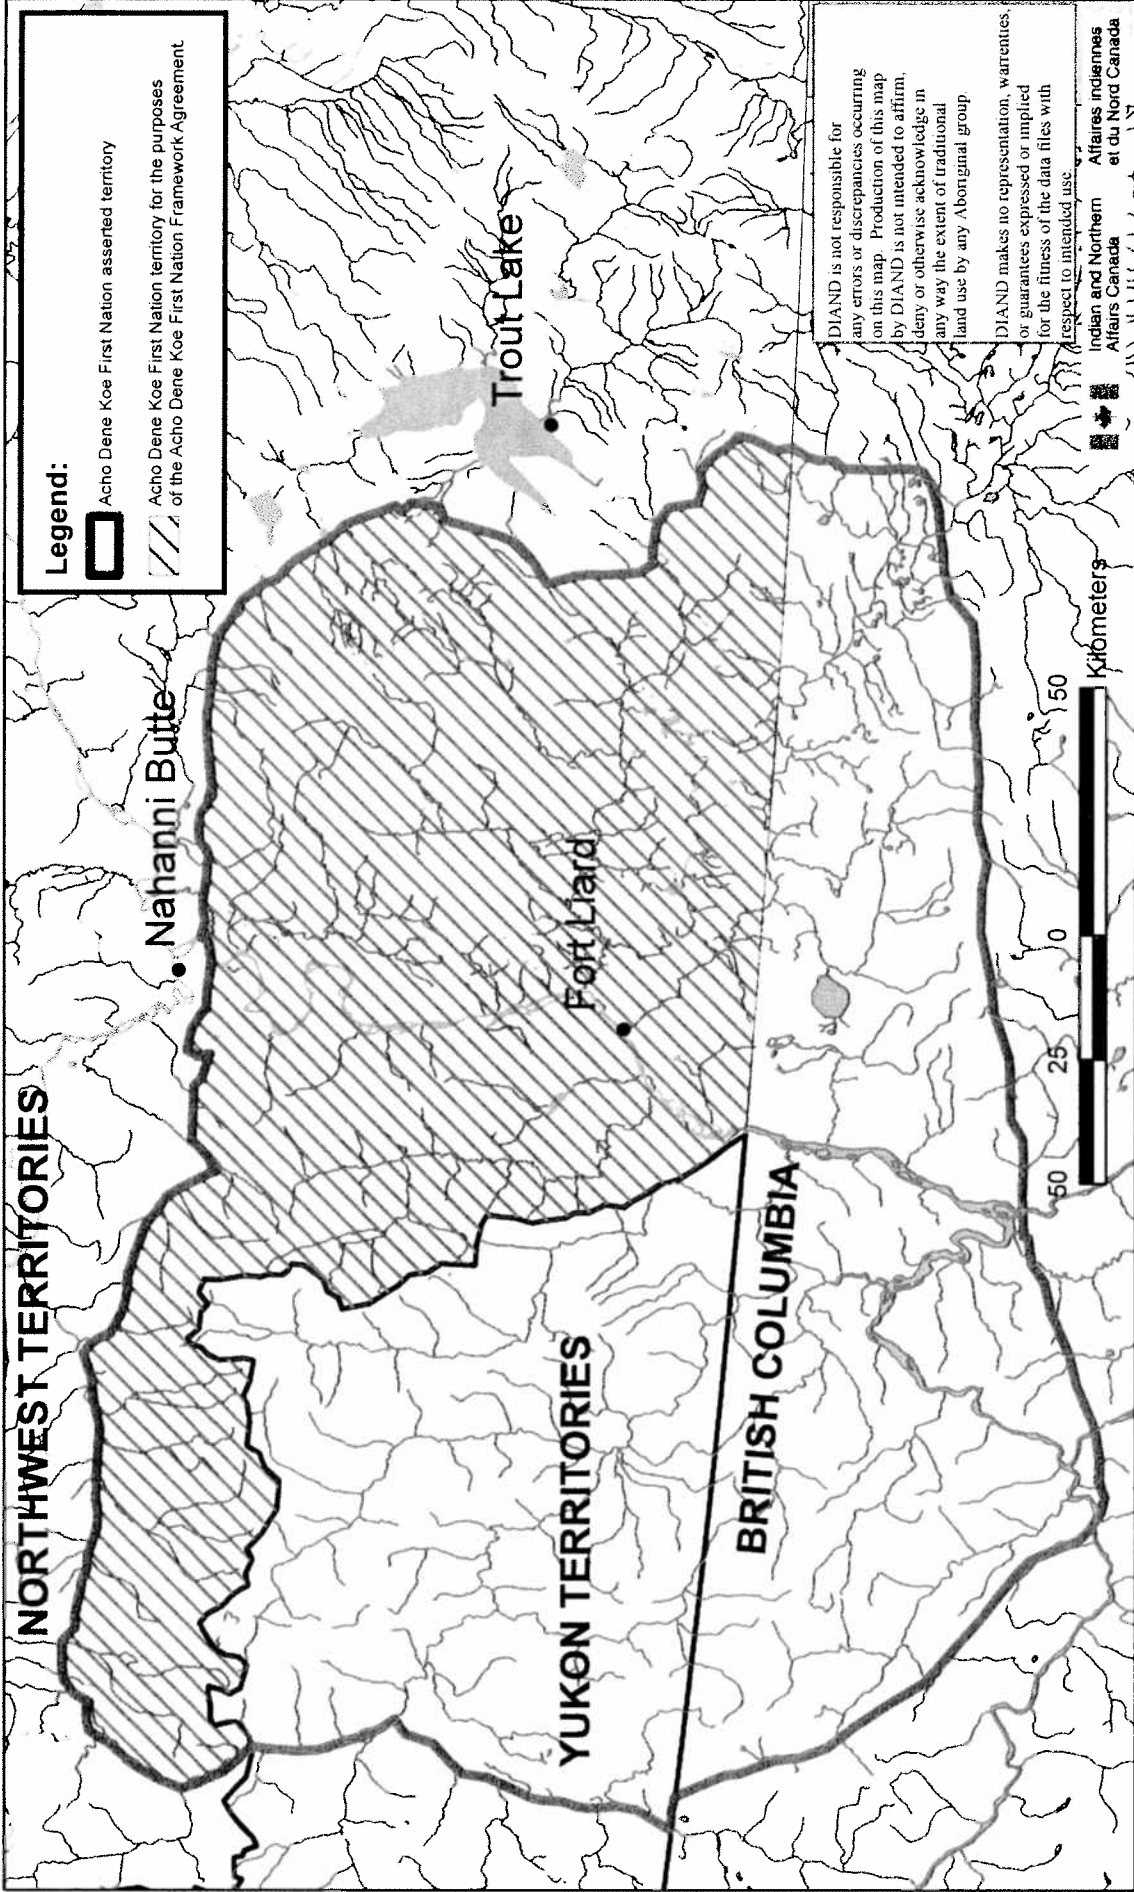 Legend:
Acho Dene Koe First Nation asserted territory
Acho Dene Koe First Nation territory for the purposes
of the Acho Dene Koe First Nation Framework Agreement.
NORTHWEST TERRITORIES
Nahanni Butte
Trout Lake
Fort Liard
YUKON TERRITORIES
BRITISH COLUMBIA
DIAND is not responsible for
any errors or discrepancies occurring
on this map. Production of this map
by DIAND is not intended to affirm,
deny or otherwise acknowledge in
any way the extent of traditional
land use by any Aboriginal group.
DIAND makes no representation, warrenties,
or guarantees expressed or implied
for the fitness of the data files with
respect to intended use
50 25 0 50
Kilometers
Indian and Northern
Affairs Canada
Affaires indiennes
et du Nord Canada